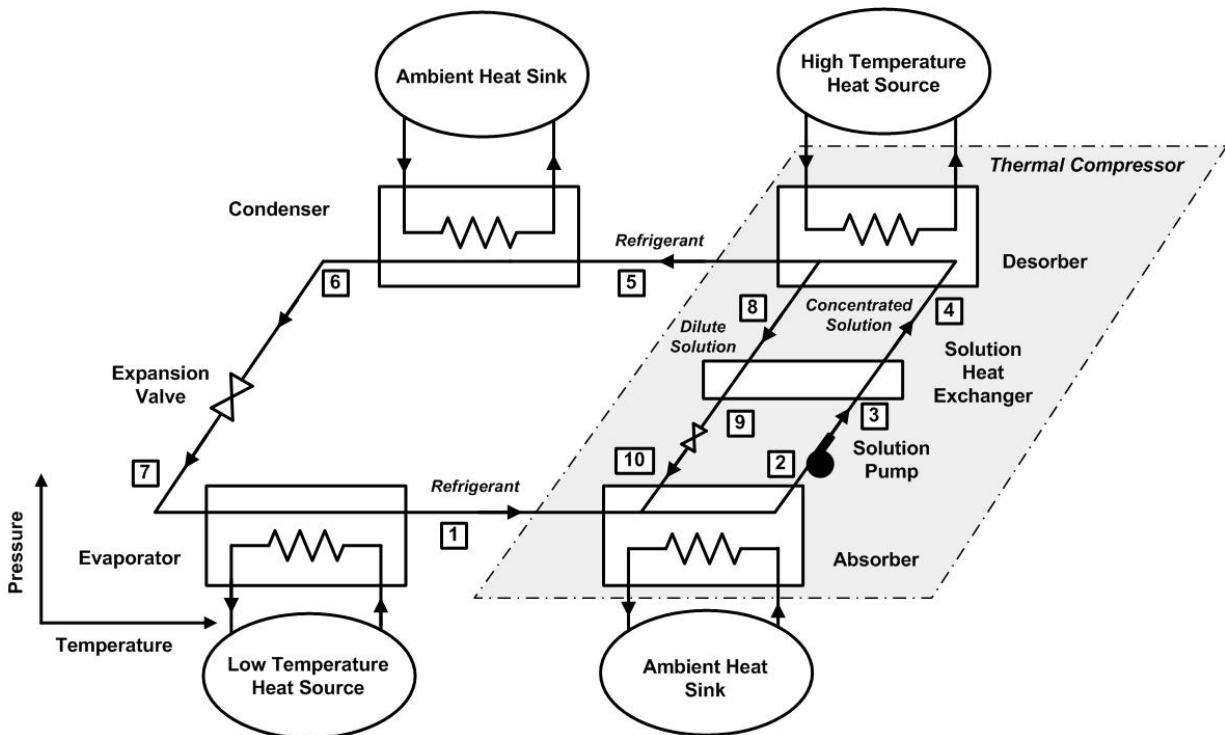 Ambient Heat Sink
High Temperature
Heat Source
Thermal Compressor
Condenser
Refrigerant
Desorber
6
5
8
Concentrated
Solution
4
Dilute
Solution
Solution
Heat
Exchanger
Expansion
Valve
9
3
Solution
Pump
7
10
2
Refrigerant
1
Evaporator
Absorber
Pressure
Temperature
Low Temperature
Heat Source
Ambient Heat
Sink